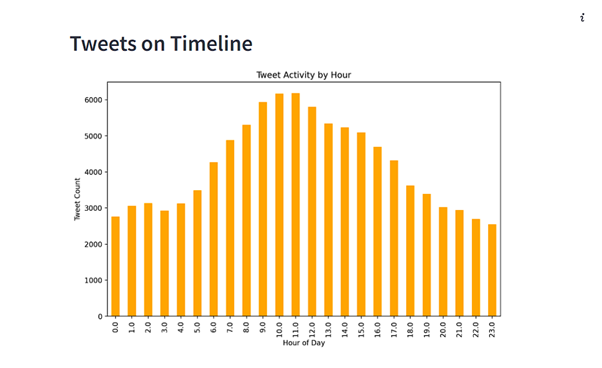 i
Tweets on Timeline
Tweet Activity by Hour
6000
5000
4000
3000
2000
1000
0
Tweet Count
0.0 1.0 2.0 3.0 4.0 5.0 6.0 7.0 8.0 9.0 10.0 11.0 12.0 13.0 14.0 15.0 16.0 17.0 18.0 19.0 20.0 21.0 22.0 23.0
Hour of Day